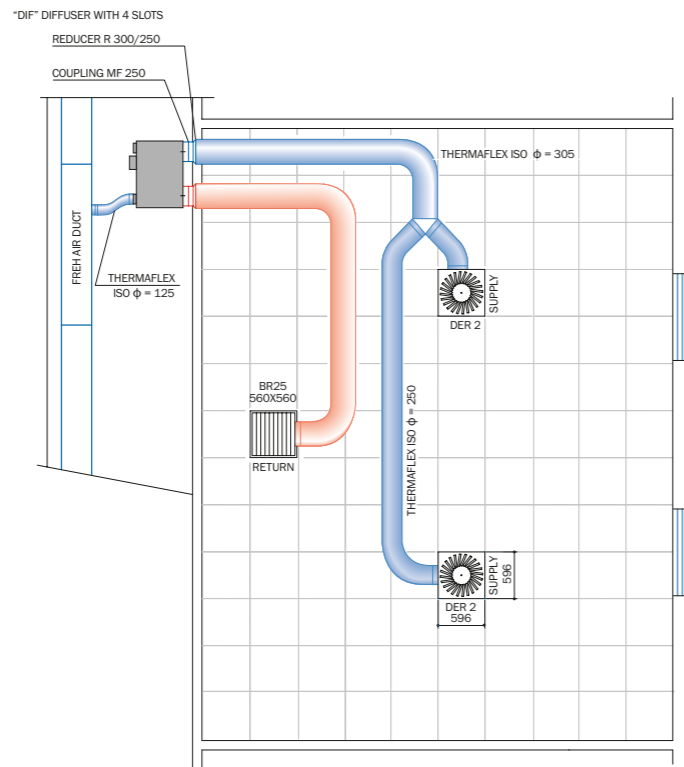 "DIF" DIFFUSER WITH 4 SLOTS
REDUCER R 300/250
COUPLING MF 250
THERMAFLEX ISO ϕ = 305
FREH AIR DUCT
THERMAFLEX
ISO ϕ = 125
SUPPLY
DER 2
BR25
560X560
RETURN
THERMAFLEX ISO ϕ = 250
SUPPLY
596
DER 2
596